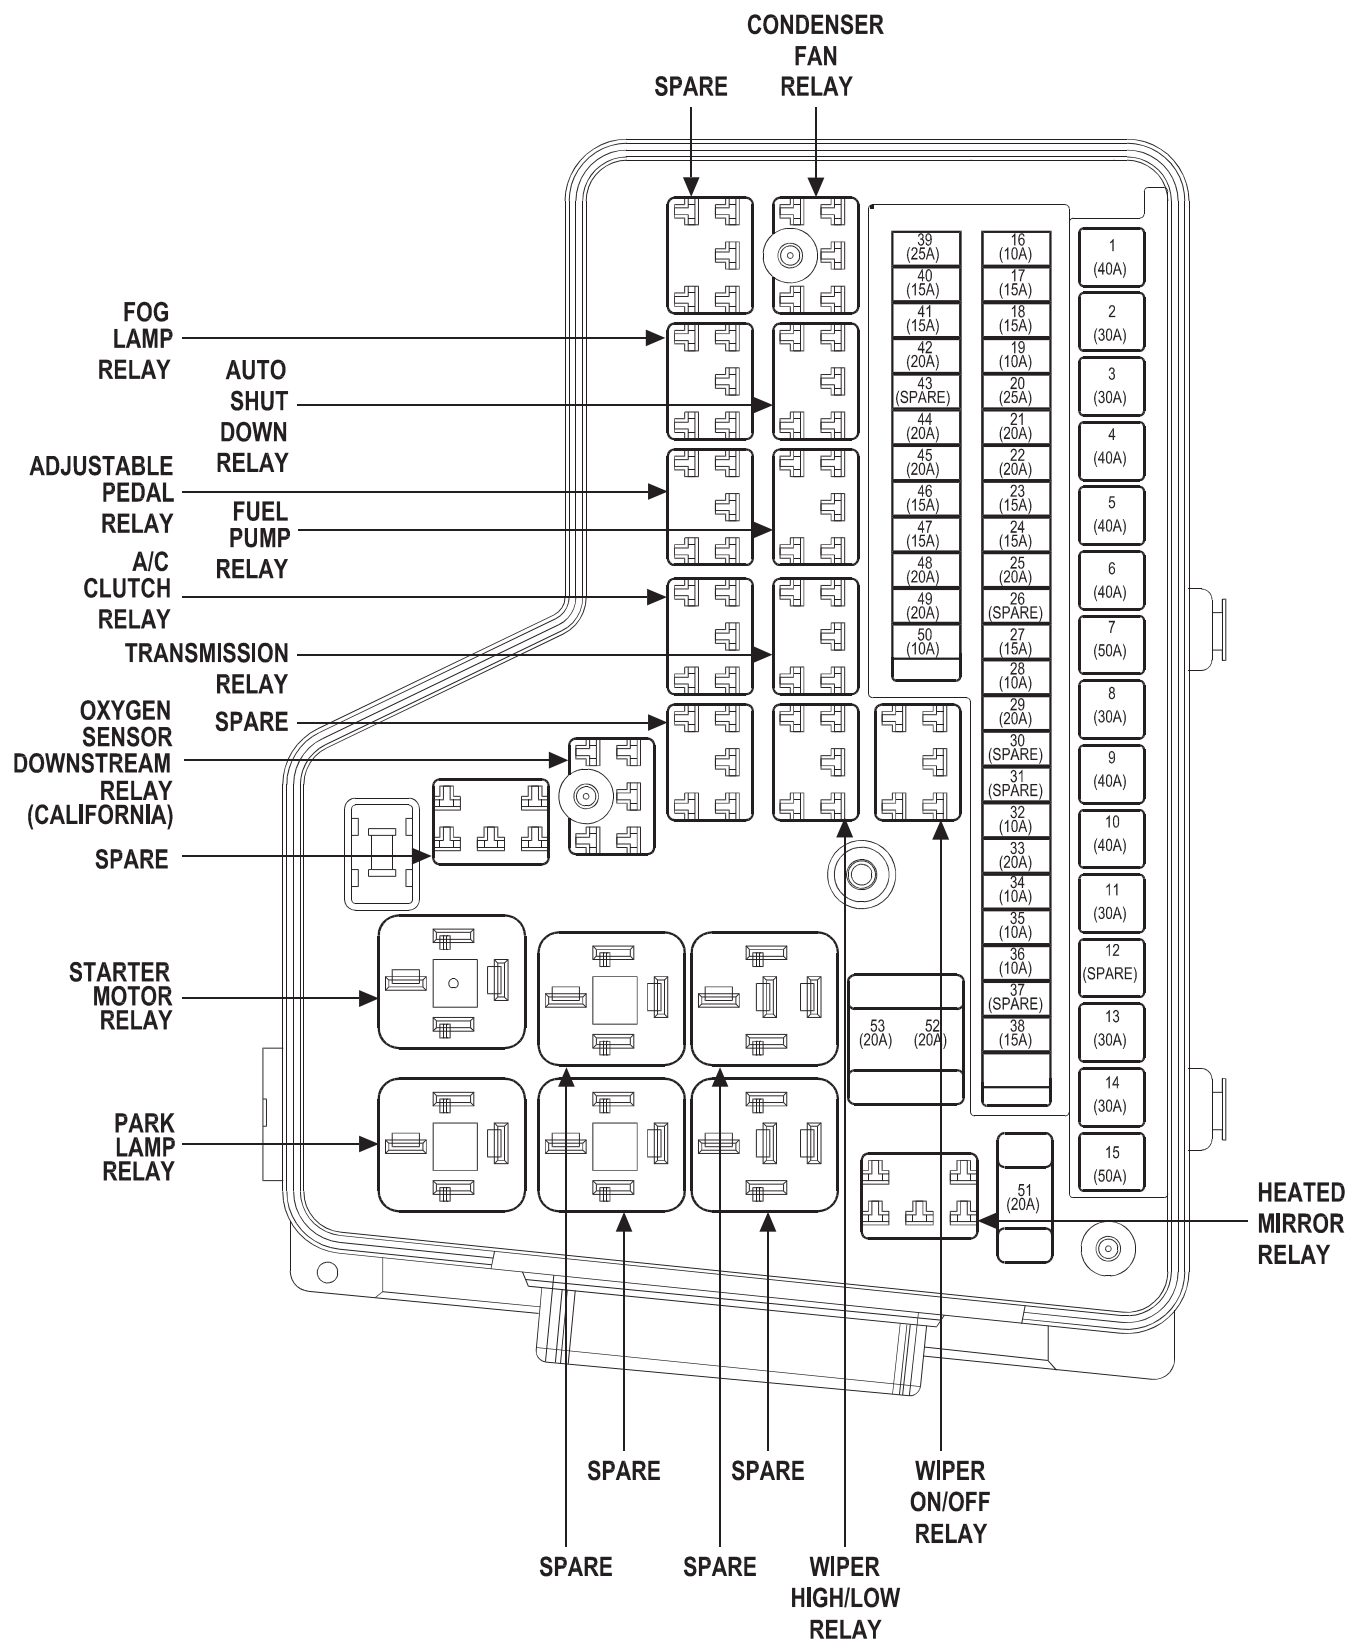 CONDENSER
FAN
RELAY
SPARE
FOG
LAMP
RELAY
AUTO
SHUT
DOWN
RELAY
ADJUSTABLE
PEDAL
RELAY
FUEL
PUMP
RELAY
A/C
CLUTCH
RELAY
TRANSMISSION
RELAY
SPARE
OXYGEN
SENSOR
DOWNSTREAM
RELAY
(CALIFORNIA)
SPARE
STARTER
MOTOR
RELAY
PARK
LAMP
RELAY
39
(25A)
40
(15A)
41
(15A)
42
(20A)
43
(SPARE)
44
(20A)
45
(20A)
46
(15A)
47
(15A)
48
(20A)
49
(20A)
50
(10A)
16
(10A)
17
(15A)
18
(15A)
19
(10A)
20
(25A)
21
(20A)
22
(20A)
23
(15A)
24
(15A)
25
(20A)
26
(SPARE)
27
(15A)
28
(10A)
29
(20A)
30
(SPARE)
31
(SPARE)
32
(10A)
33
(20A)
34
(10A)
35
(10A)
36
(10A)
37
(SPARE)
38
(15A)
1
(40A)
2
(30A)
3
(30A)
4
(40A)
5
(40A)
6
(40A)
7
(50A)
8
(30A)
9
(40A)
10
(40A)
11
(30A)
12
(SPARE)
13
(30A)
14
(30A)
15
(50A)
53
(20A)
52
(20A)
51
(20A)
HEATED
MIRROR
RELAY
SPARE
SPARE
WIPER
ON/OFF
RELAY
SPARE
SPARE
WIPER
HIGH/LOW
RELAY